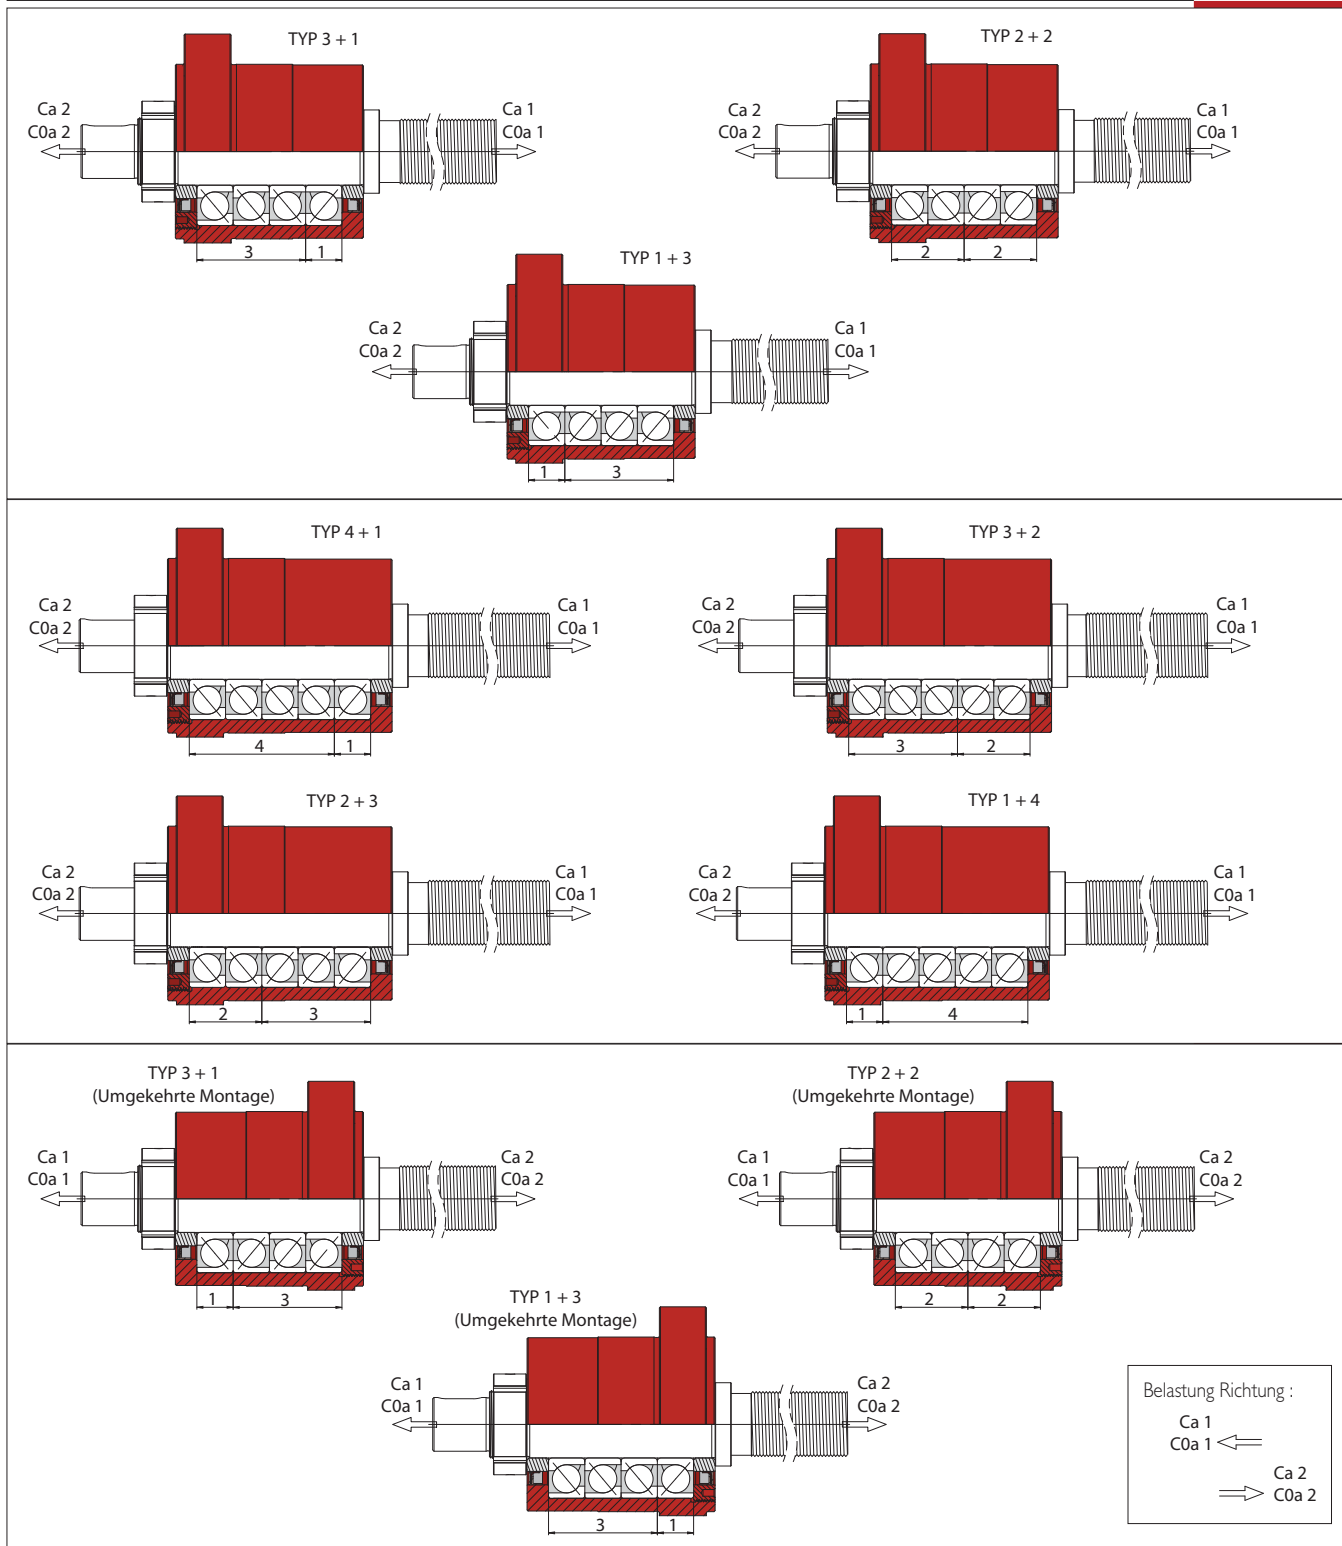 TYP 3 + 1
Ca 2
C0a 2
Ca 1
C0a 1
3
1
TYP 2 + 2
Ca 2
C0a 2
Ca 1
C0a 1
2
2
TYP 1 + 3
Ca 2
C0a 2
Ca 1
C0a 1
1
3
TYP 4 + 1
Ca 2
C0a 2
Ca 1
C0a 1
4
1
TYP 3 + 2
Ca 2
C0a 2
Ca 1
C0a 1
3
2
TYP 2 + 3
Ca 2
C0a 2
Ca 1
C0a 1
2
3
TYP 1 + 4
Ca 2
C0a 2
Ca 1
C0a 1
1
4
TYP 3 + 1
(Umgekehrte Montage)
Ca 1
C0a 1
Ca 2
C0a 2
1
3
TYP 2 + 2
(Umgekehrte Montage)
Ca 1
C0a 1
Ca 2
C0a 2
2
2
TYP 1 + 3
(Umgekehrte Montage)
Ca 1
C0a 1
Ca 2
C0a 2
3
1
Belastung Richtung :
Ca 1
C0a 1
Ca 2
C0a 2